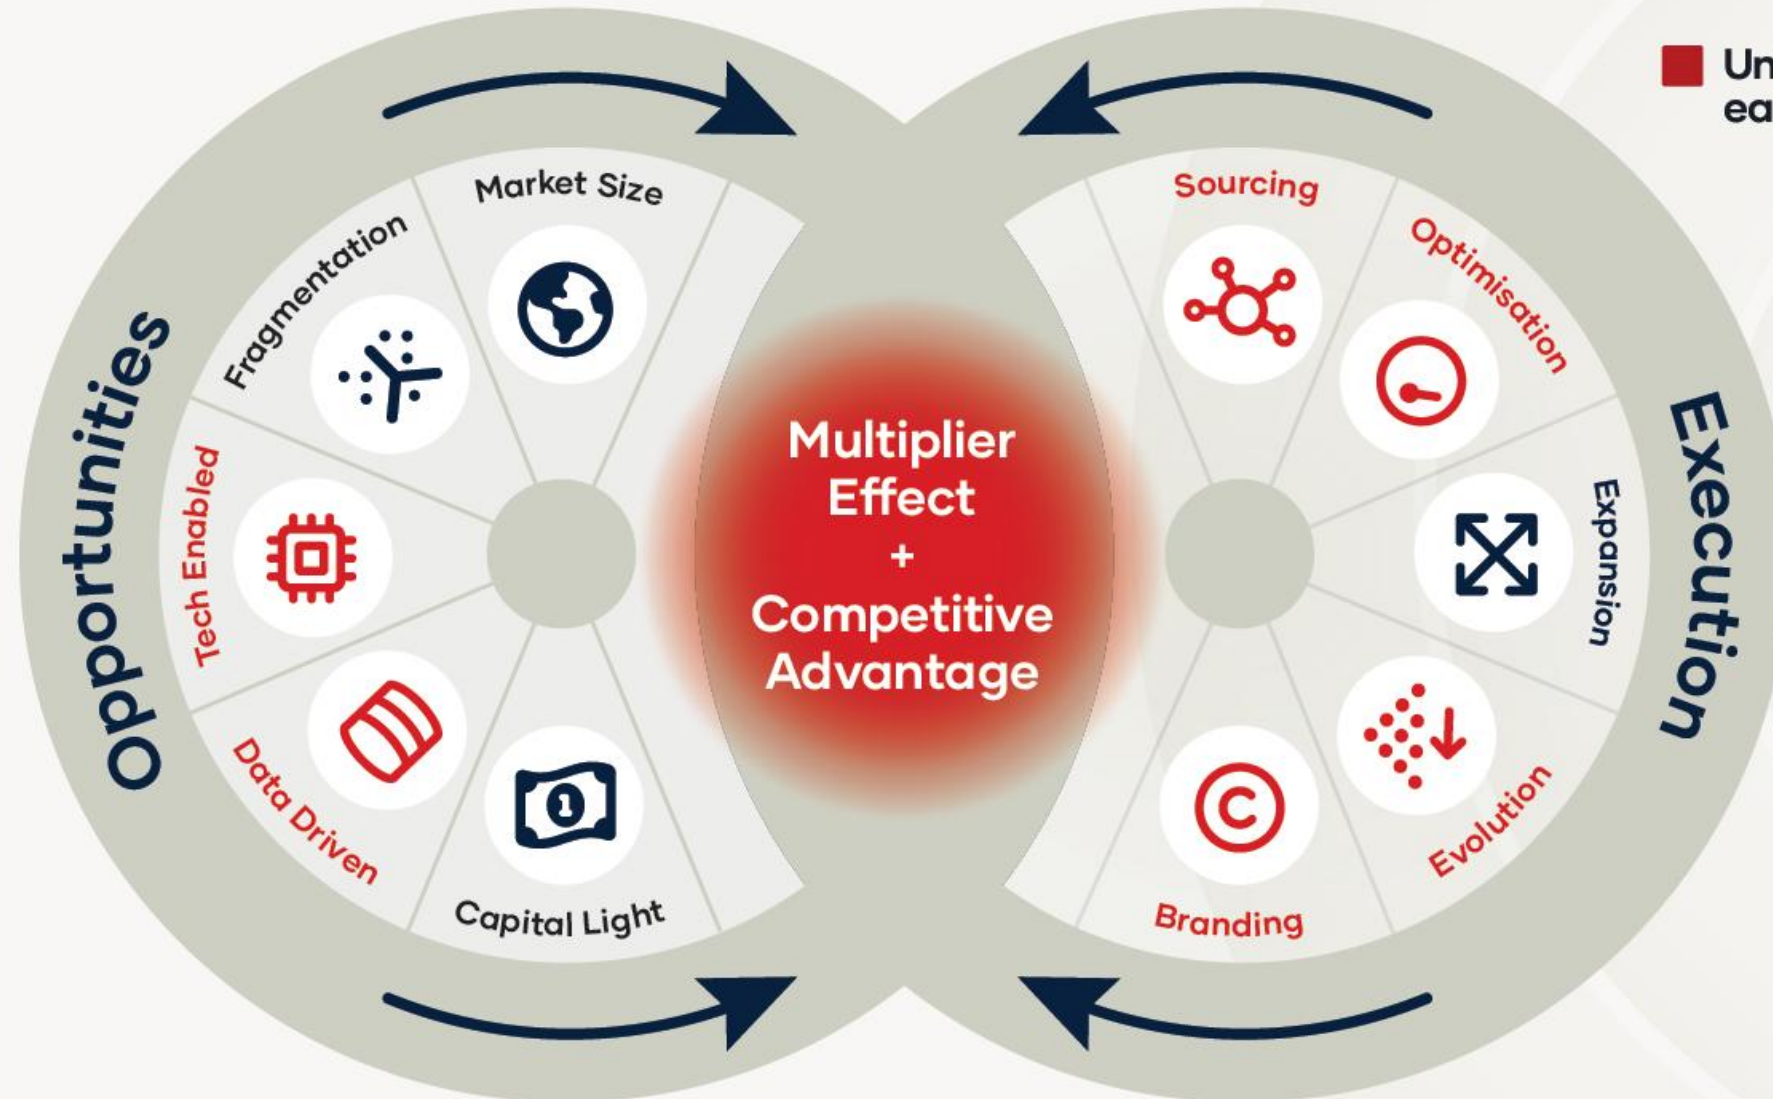 Opportunities
Market Size
Fragmentation
Tech Enabled
Data Driven
Capital Light
Multiplier
Effect
+
Competitive
Advantage
Sourcing
Optimisation
Expansion
Evolution
Branding
Execution
1
C